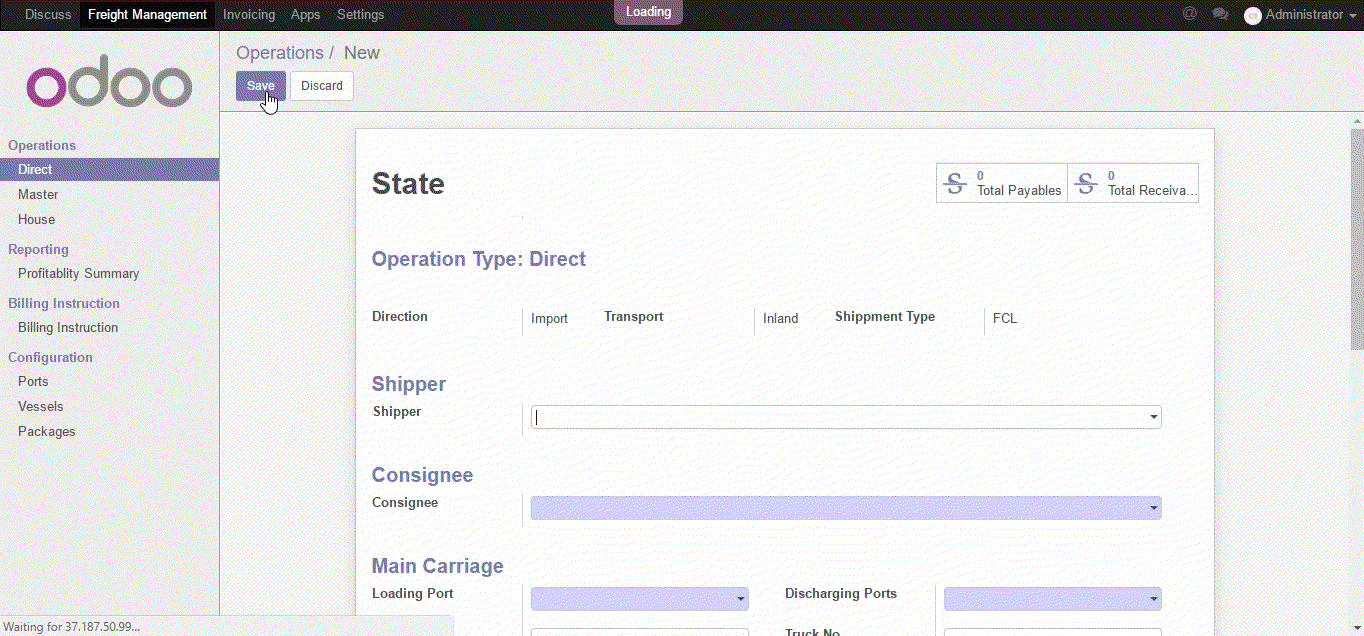 Discuss Freight Management Invoicing Apps Settings Loading @ Administrator
odoo
Operations / New
Save Discard
Operations
Direct
Master
House
Reporting
Profitablity Summary
Billing Instruction
Billing Instruction
Configuration
Ports
Vessels
Packages
State
0
Total Payables
0
Total Receiva...
Operation Type: Direct
Direction Import Transport Inland Shippment Type FCL
Shipper
Shipper
Consignee
Consignee
Main Carriage
Loading Port Discharging Ports
Truck No
Waiting for 37.187.50.99...